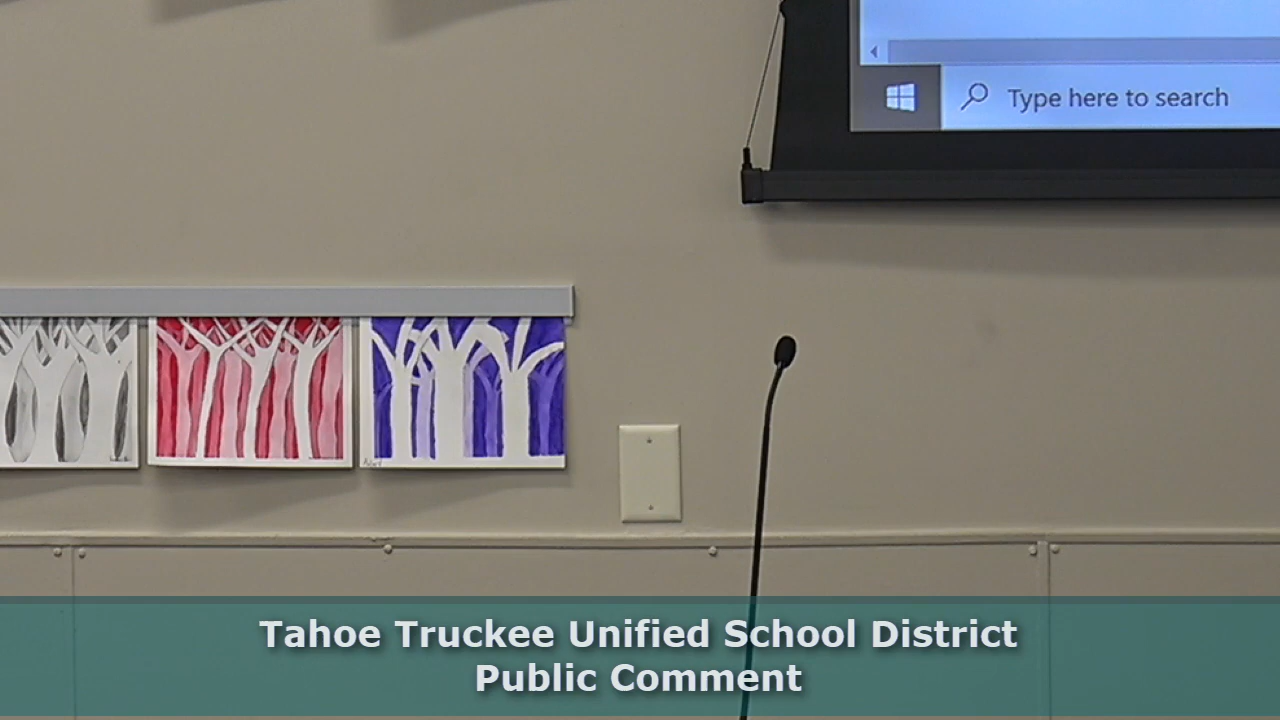 Type here to search
Tahoe Truckee Unified School District
Public Comment